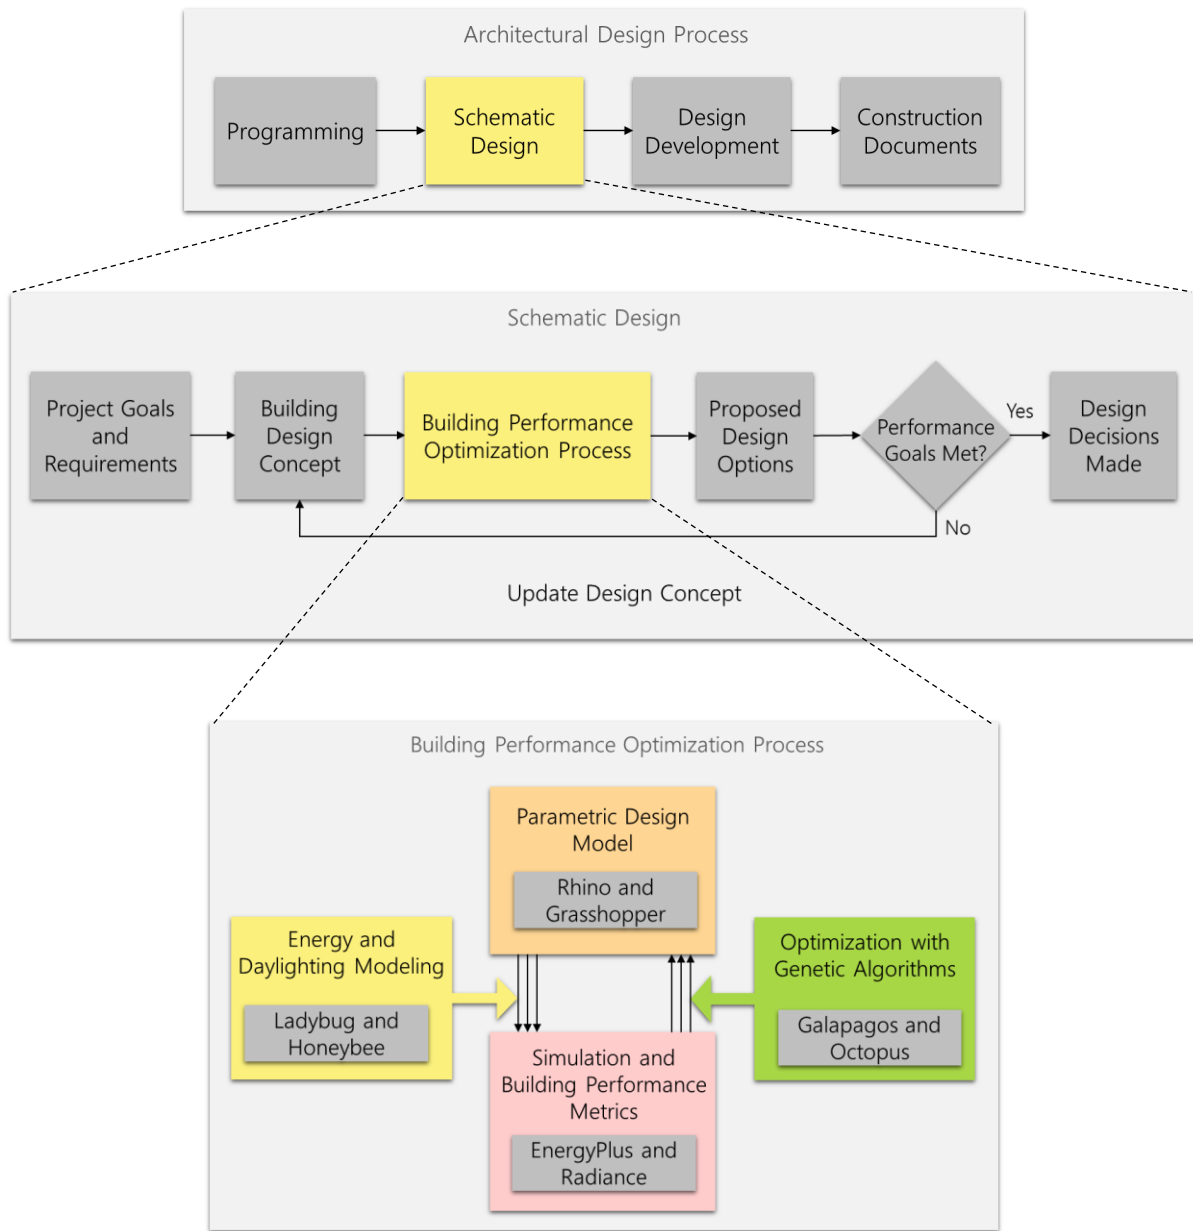 Architectural Design Process
Programming
Schematic
Design
Design
Development
Construction
Documents
Schematic Design
Project Goals
and
Requirements
Building
Design
Concept
Building Performance
Optimization Process
Proposed
Design
Options
Performance
Goals Met?
Yes
No
Design
Decisions
Made
Update Design Concept
Building Performance Optimization Process
Parametric Design
Model
Rhino and
Grasshopper
Energy and
Daylighting Modeling
Ladybug and
Honeybee
Optimization with
Genetic Algorithms
Galapagos and
Octopus
Simulation and
Building Performance
Metrics
EnergyPlus and
Radiance